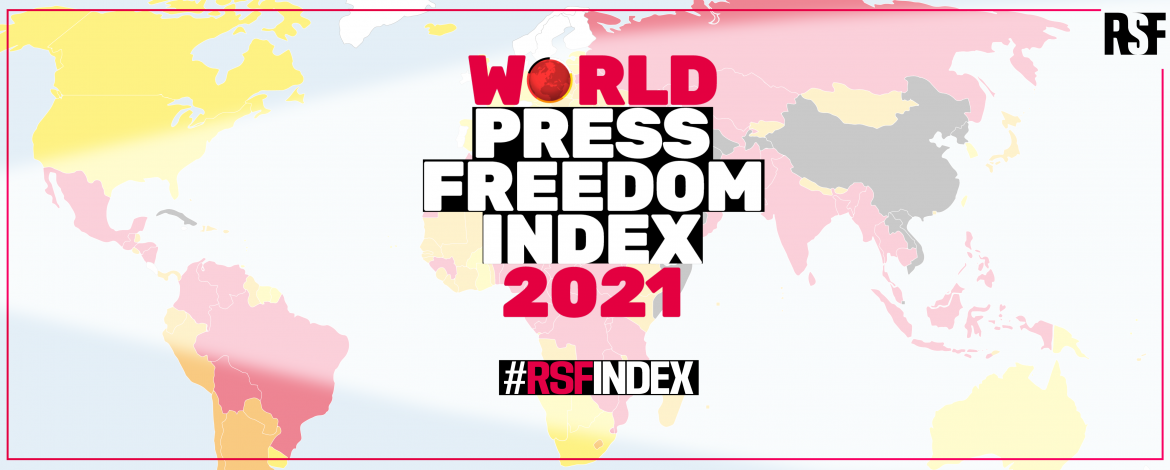 RSF
WORLD
PRESS
FREEDOM
INDEX
2021
#RSFINDEX